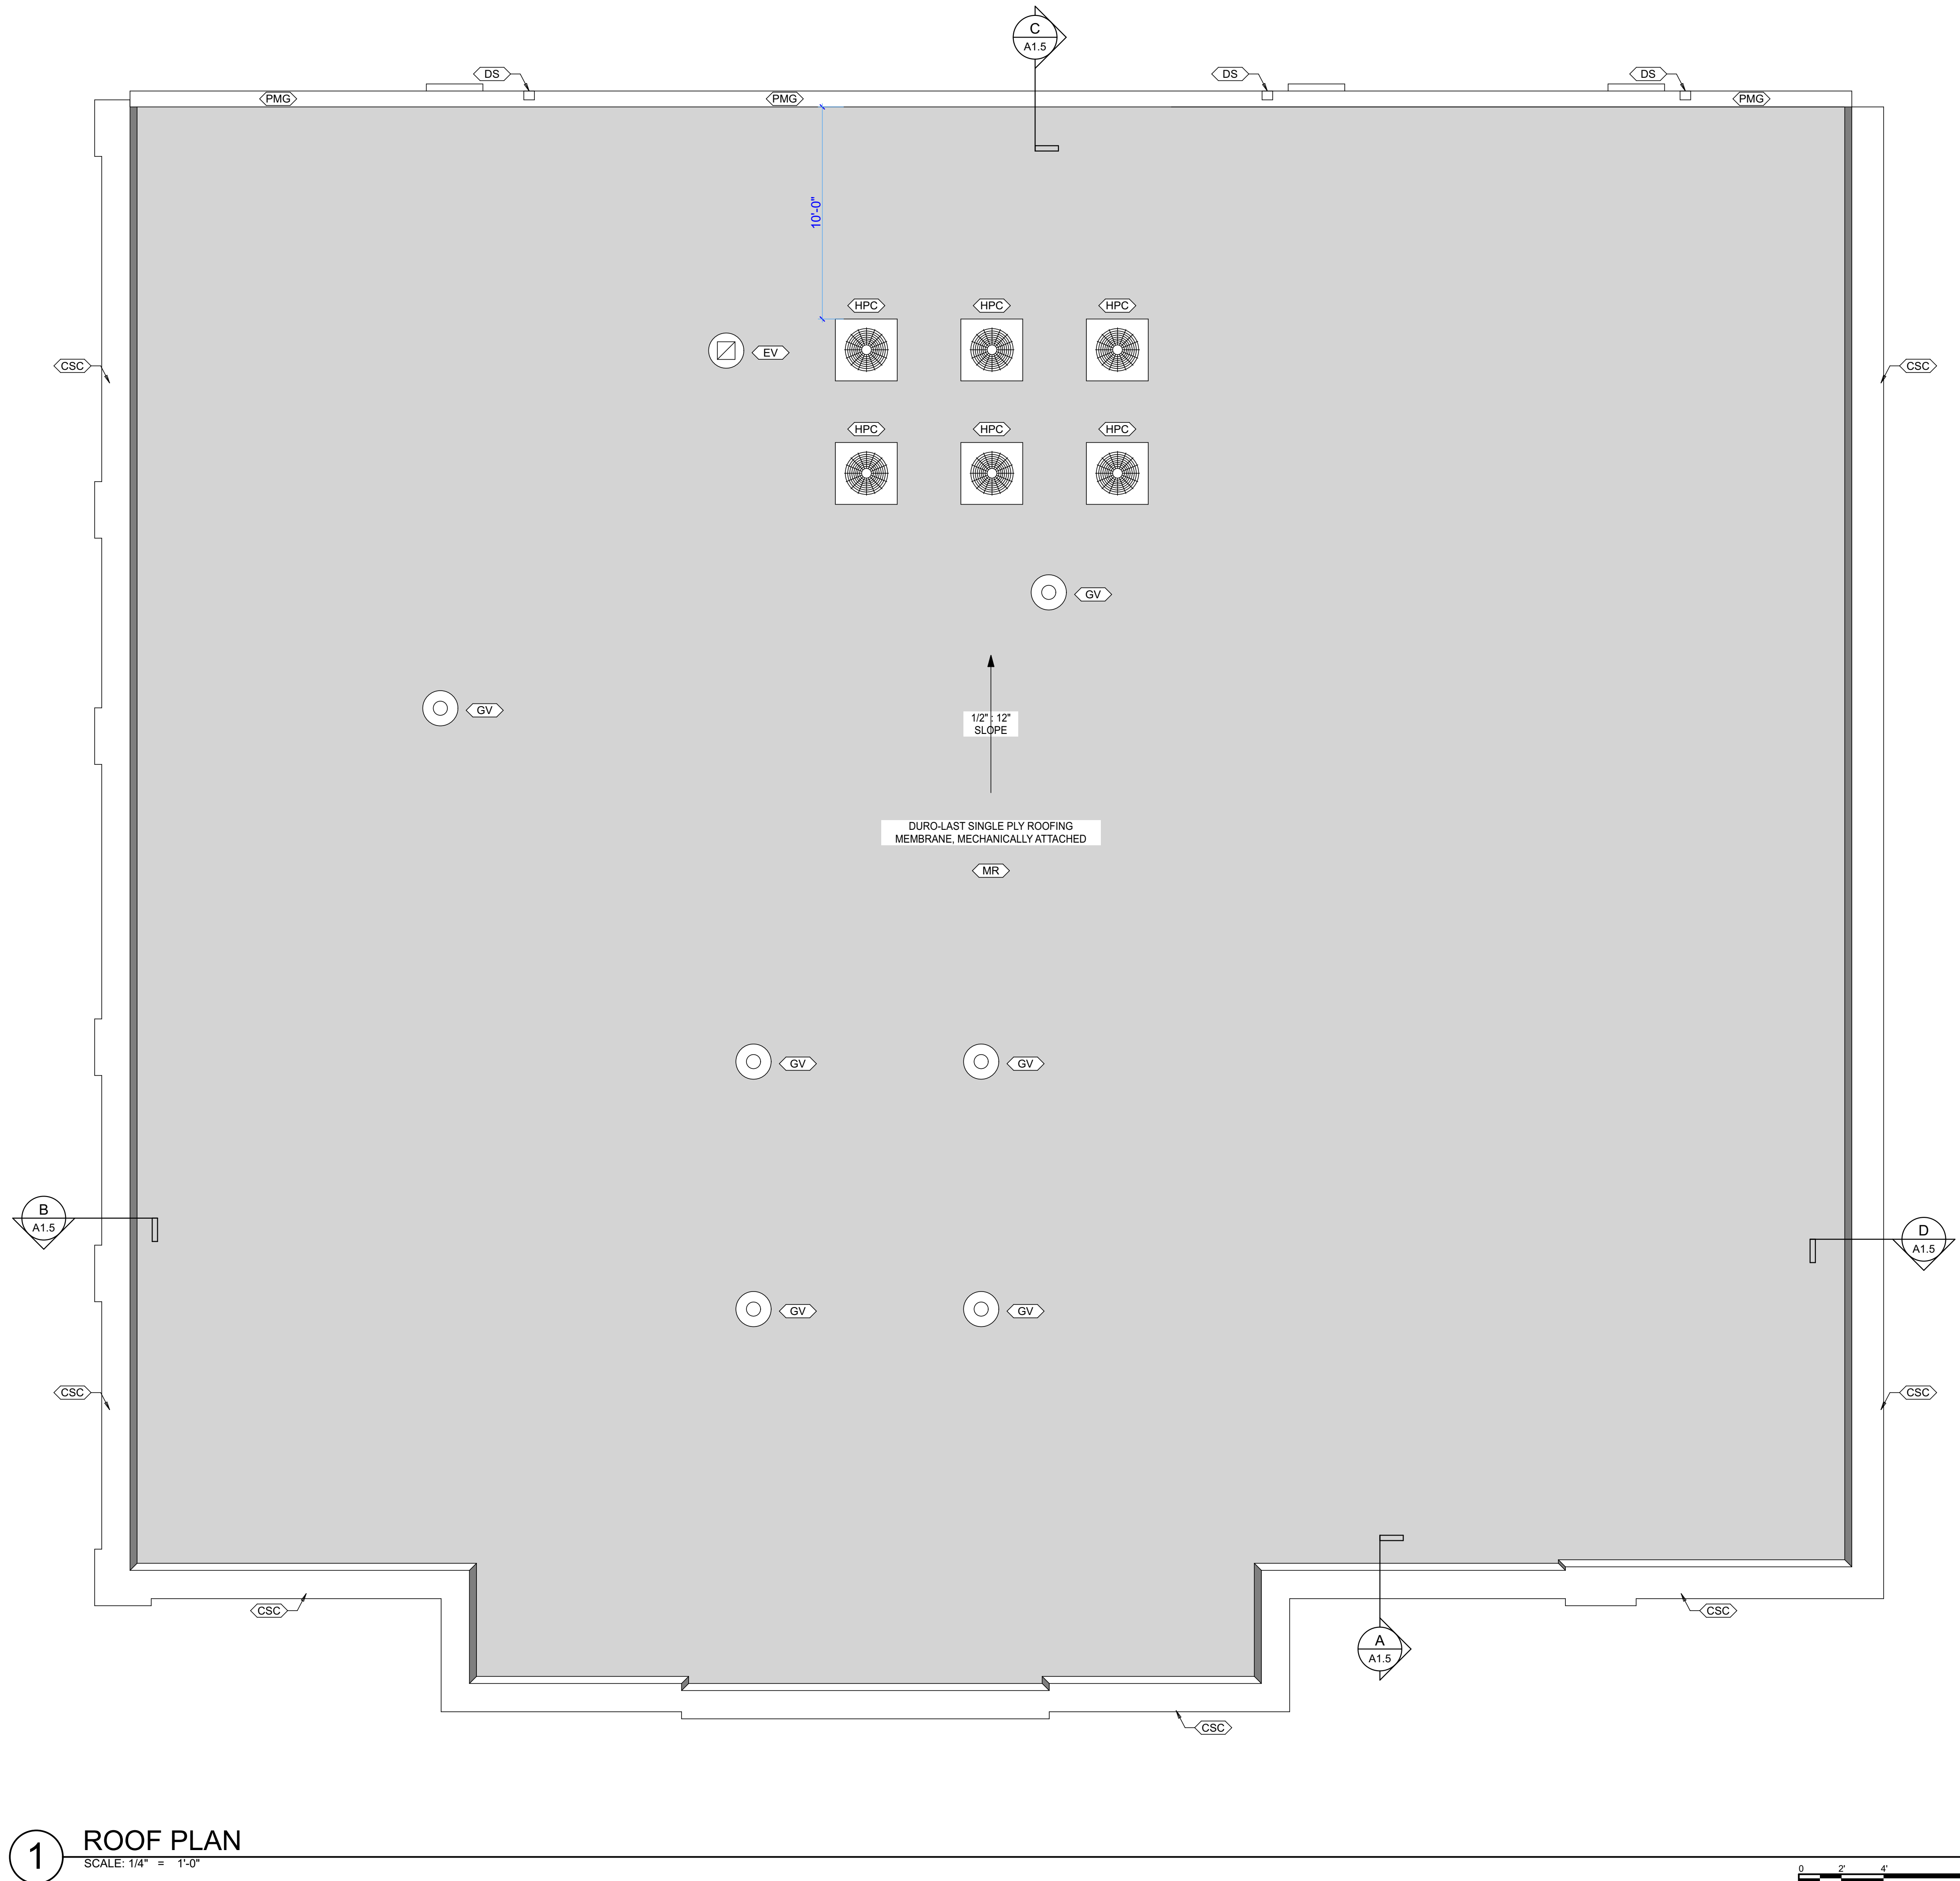 C
A1.5
DS
DS
DS
PMG
PMG
PMG
10'-0"
HPC
HPC
HPC
EV
CSC
CSC
HPC
HPC
HPC
GV
GV
1/2" : 12"
SLOPE
DURO-LAST SINGLE PLY ROOFING
MEMBRANE, MECHANICALLY ATTACHED
MR
GV
GV
B
A1.5
D
A1.5
GV
GV
CSC
CSC
CSC
CSC
A
A1.5
CSC
1
ROOF PLAN
SCALE: 1/4" = 1'-0"
0 2' 4'